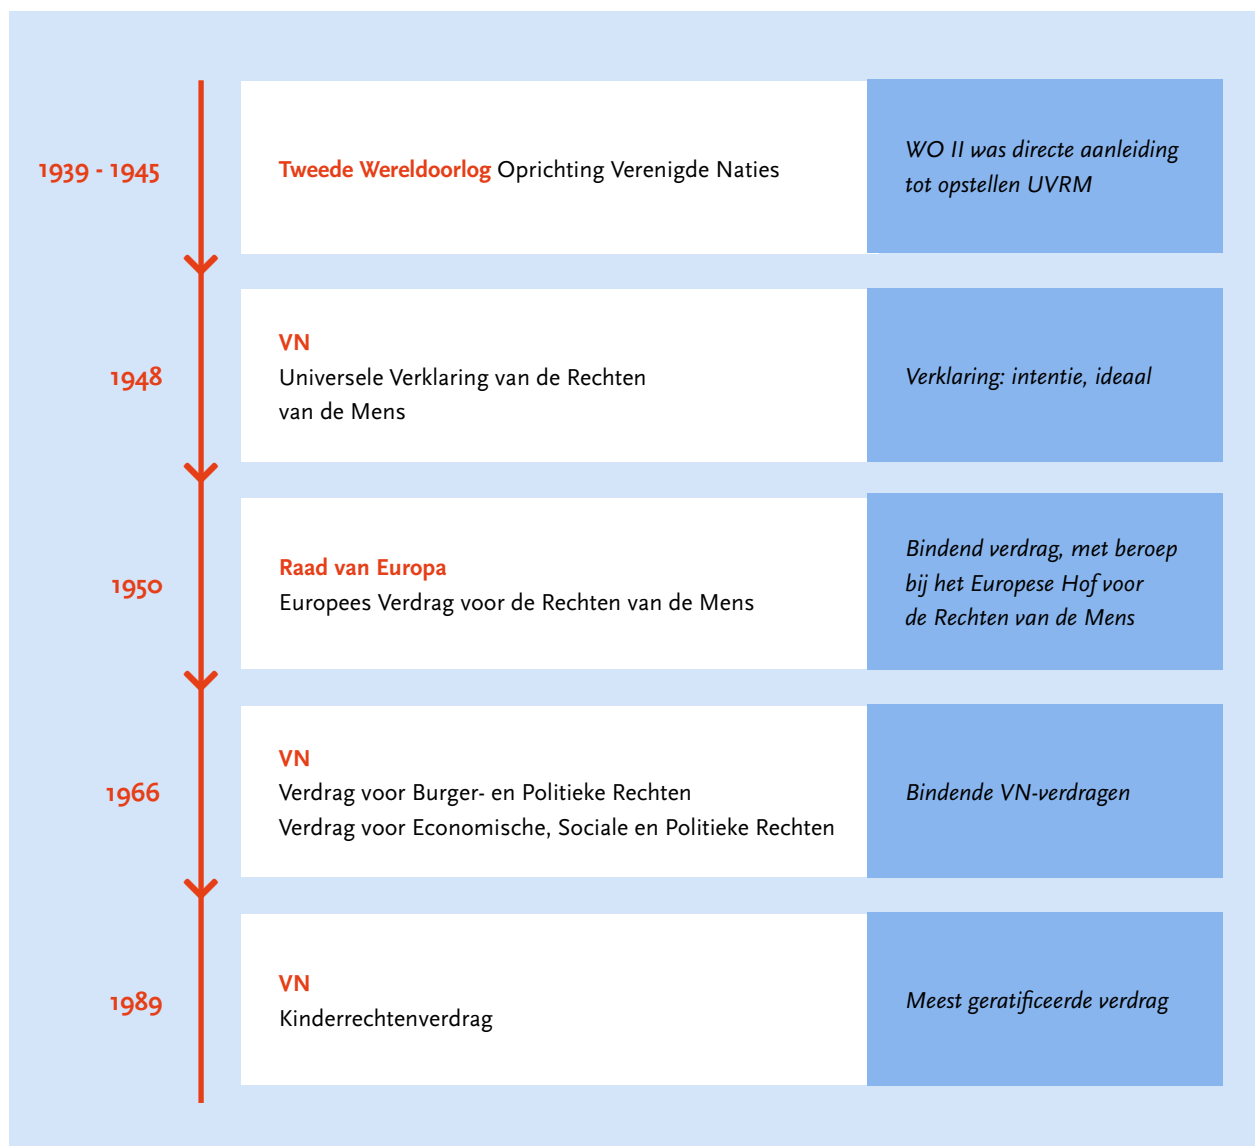 1939 - 1945
Tweede Wereldoorlog Oprichting Verenigde Naties
WO II was directe aanleiding
tot opstellen UVRM
1948
VN
Universele Verklaring van de Rechten
van de Mens
Verklaring: intentie, ideaal
1950
Raad van Europa
Europees Verdrag voor de Rechten van de Mens
Bindend verdrag, met beroep
bij het Europese Hof voor
de Rechten van de Mens
1966
VN
Verdrag voor Burger- en Politieke Rechten
Verdrag voor Economische, Sociale en Politieke Rechten
Bindende VN-verdragen
1989
VN
Kinderrechtenverdrag
Meest geratificeerde verdrag